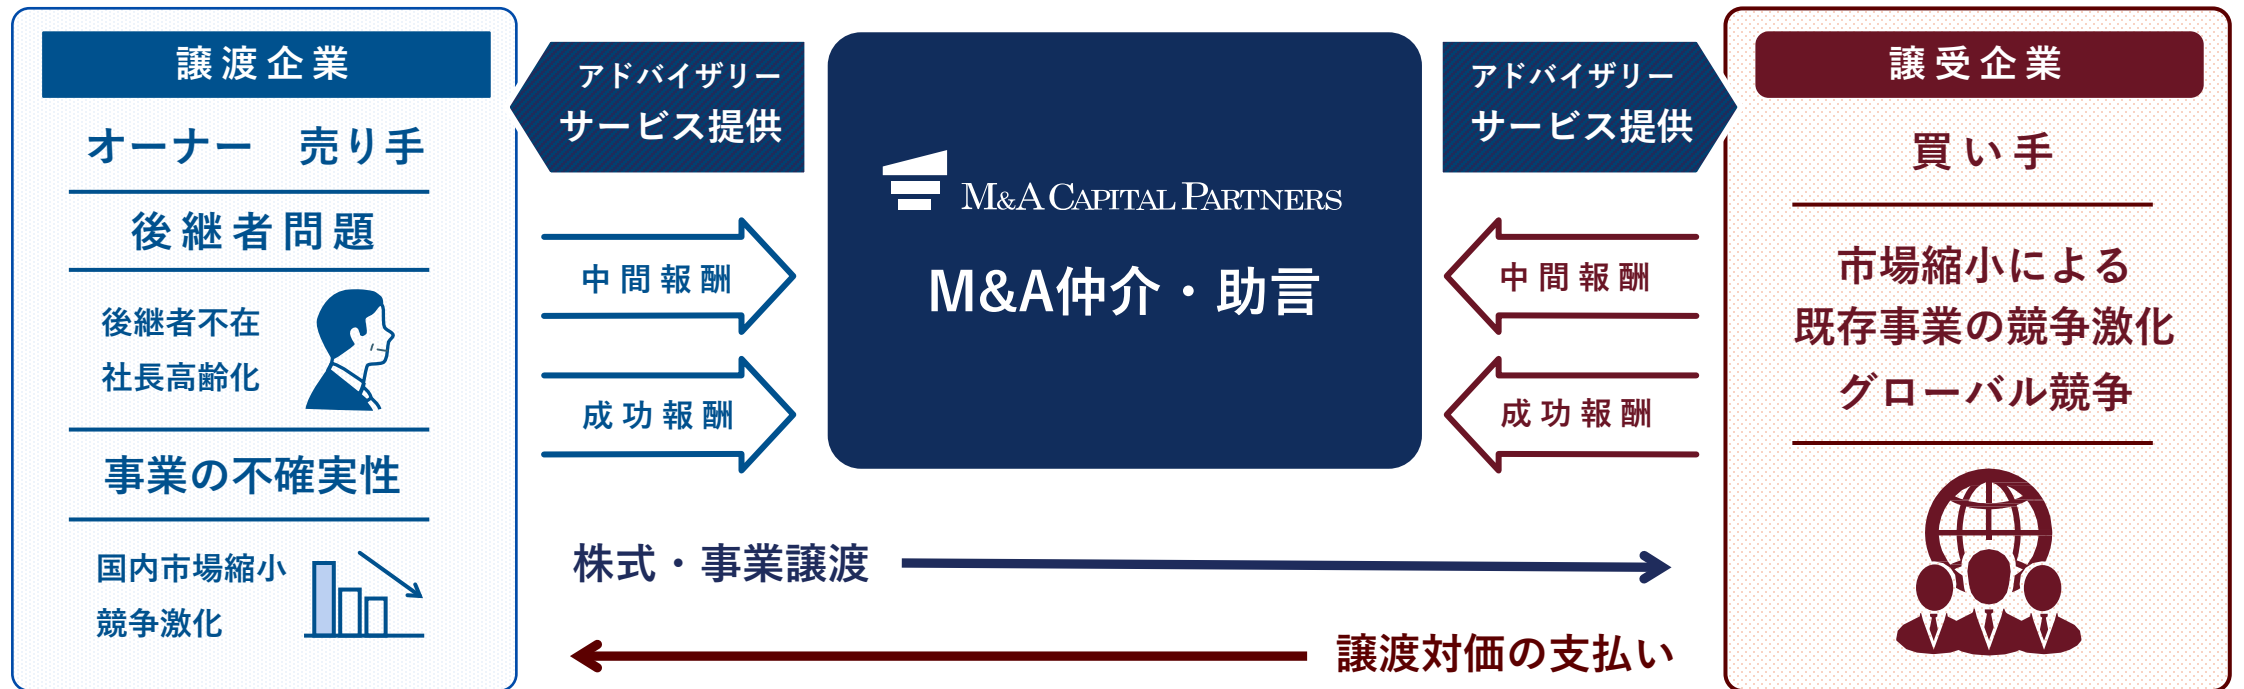 譲渡企業
オーナー　売り手
後継者問題
後継者不在
社長高齢化
事業の不確実性
国内市場縮小
競争激化
アドバイザリー
サービス提供
中間報酬
成功報酬
M&A CAPITAL PARTNERS
M&A仲介・助言
アドバイザリー
サービス提供
中間報酬
成功報酬
株式・事業譲渡
譲渡対価の支払い
譲受企業
買い手
市場縮小による
既存事業の競争激化
グローバル競争